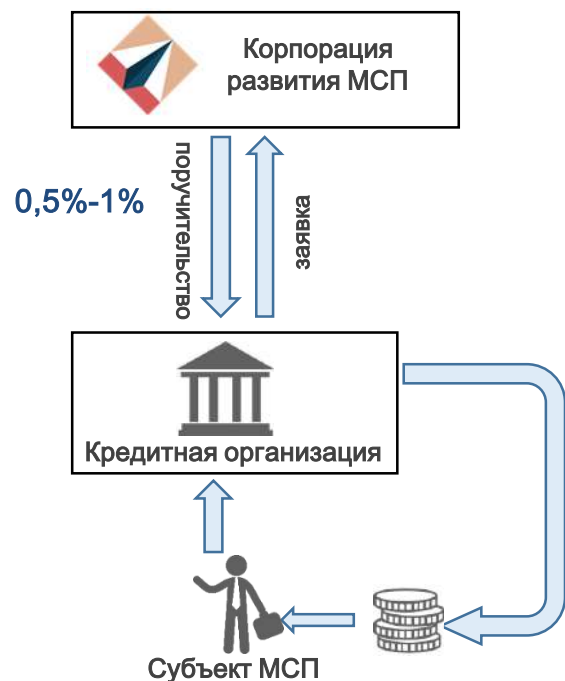 Корпорация
развития МСП
поручительство
заявка
0,5%-1%
Кредитная организация
Субъект МСП